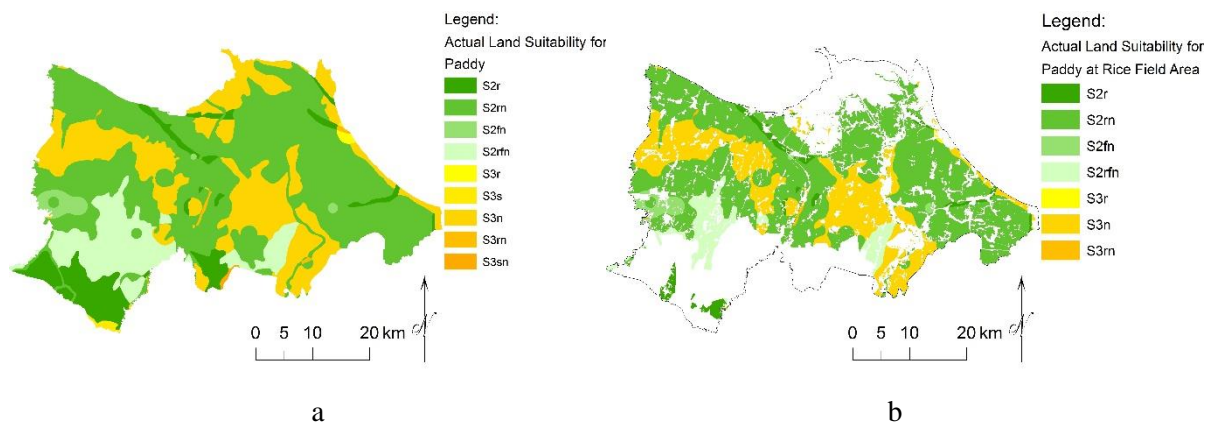 Legend:
Actual Land Suitability for
Paddy
S2r
S2rn
S2fn
S2rfn
S3r
S3s
S3n
S3rn
S3sn
0 5 10 20 km
N
a
Legend:
Actual Land Suitability for
Paddy at Rice Field Area
S2r
S2rn
S2fn
S2rfn
S3r
S3n
S3rn
0 5 10 20 km
N
b